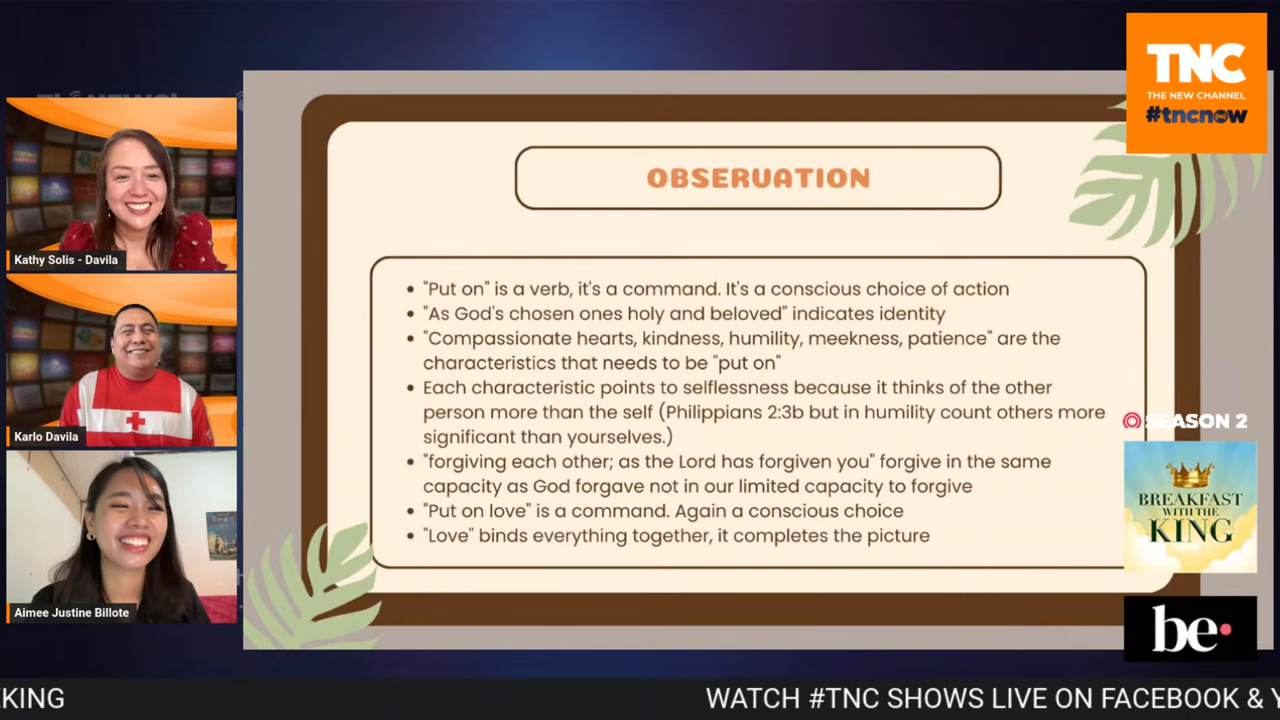 TNC
THE NEW CHANNEL
#tncnow
OBSERVATION
• "Put on" is a verb, it's a command. It's a conscious choice of action
• "As God's chosen ones holy and beloved" indicates identity
• "Compassionate hearts, kindness, humility, meekness, patience" are the
characteristics that needs to be "put on"
• Each characteristic points to selflessness because it thinks of the other
person more than the self (Philippians 2:3b but in humility count others more
significant than yourselves.)
• "forgiving each other; as the Lord has forgiven you" forgive in the same
capacity as God forgave not in our limited capacity to forgive
• "Put on love" is a command. Again a conscious choice
• "Love" binds everything together, it completes the picture
Kathy Solis - Davila
Karlo Davila
Aimee Justine Billote
SEASON 2
BREAKFAST
WITH THE
KING
be
KING
WATCH #TNC SHOWS LIVE ON FACEBOOK &